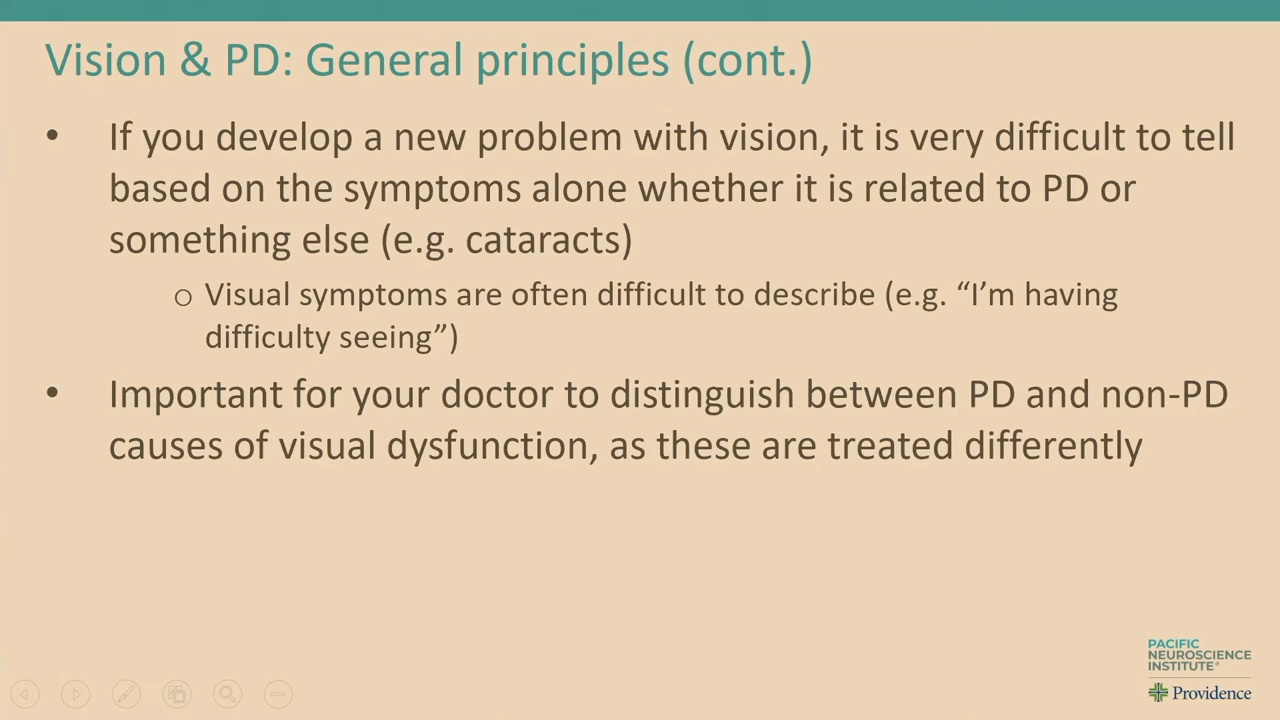 Vision & PD: General principles (cont.)
• If you develop a new problem with vision, it is very difficult to tell
based on the symptoms alone whether it is related to PD or
something else (e.g. cataracts)
o Visual symptoms are often difficult to describe (e.g. “I’m having
difficulty seeing”)
• Important for your doctor to distinguish between PD and non-PD
causes of visual dysfunction, as these are treated differently
PACIFIC
NEUROSCIENCE
INSTITUTE®
Providence